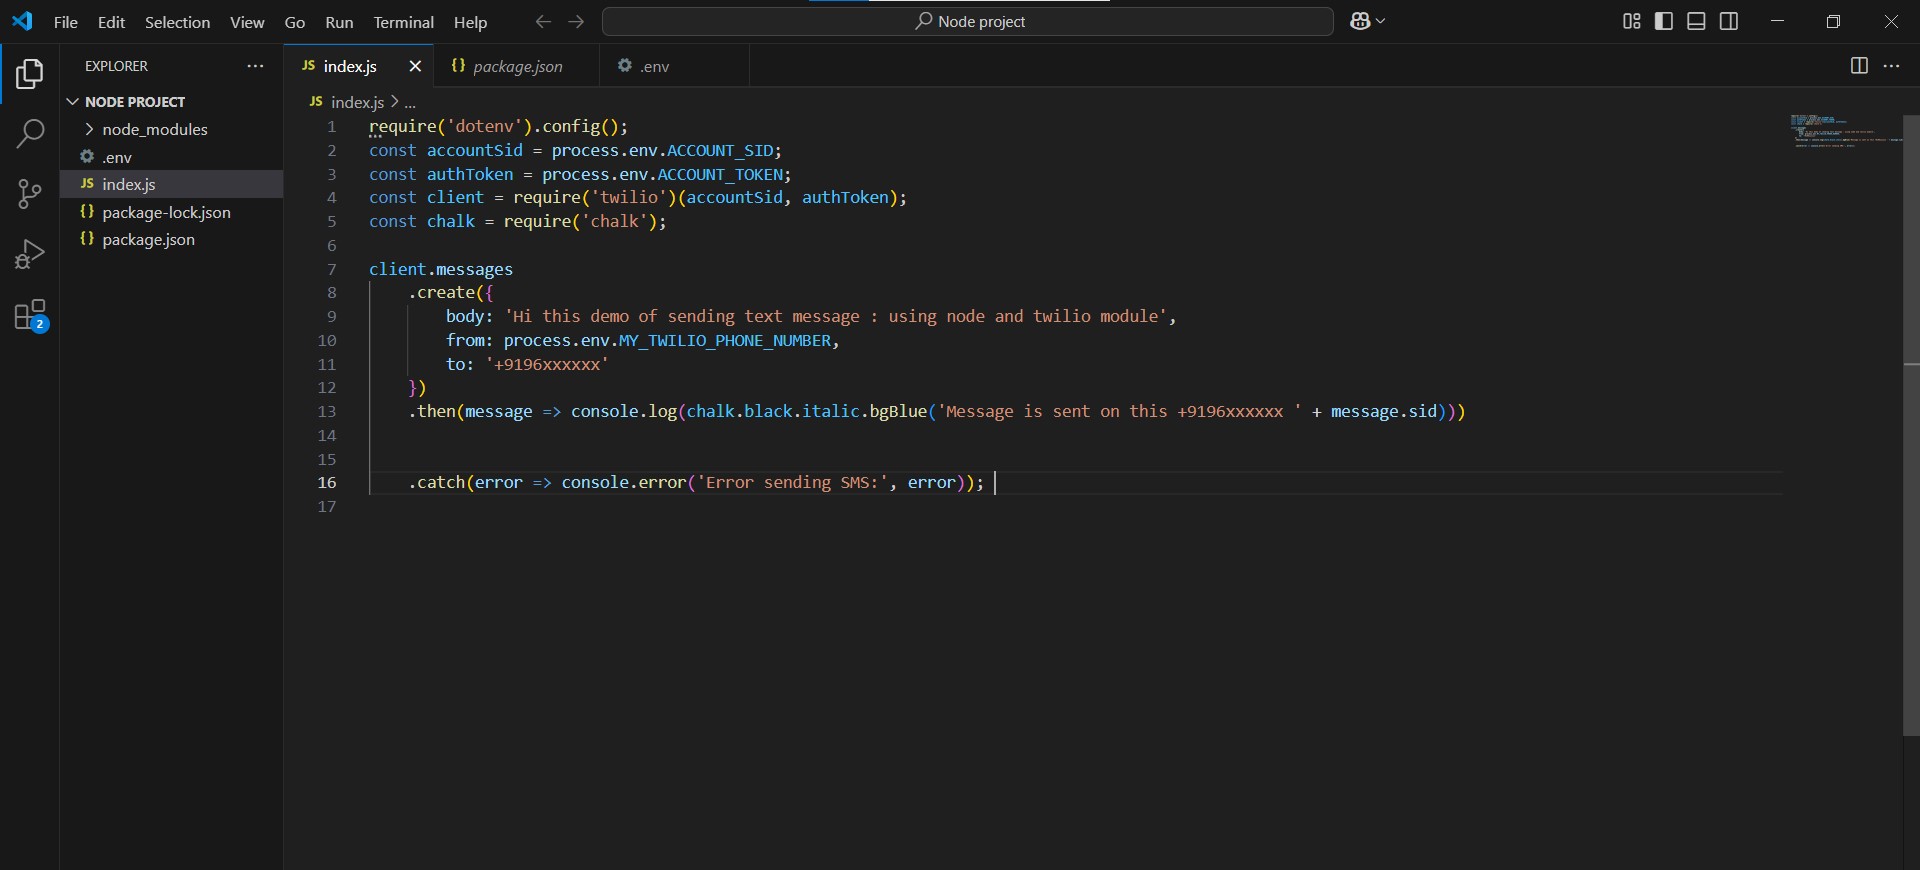 File Edit Selection View Go Run Terminal Help
Node project
EXPLORER
NODE PROJECT
node_modules
.env
JS index.js
{} package-lock.json
{} package.json
2
JS index.js
{} package.json
.env
JS index.js > ...
1 require('dotenv').config();
2 const accountSid = process.env.ACCOUNT_SID;
3 const authToken = process.env.ACCOUNT_TOKEN;
4 const client = require('twilio')(accountSid, authToken);
5 const chalk = require('chalk');
6
7 client.messages
8 .create({
9 body: 'Hi this demo of sending text message : using node and twilio module',
10 from: process.env.MY_TWILIO_PHONE_NUMBER,
11 to: '+9196xxxxxx'
12 })
13 .then(message => console.log(chalk.black.italic.bgBlue('Message is sent on this +9196xxxxxx ' + message.sid)))
14
15
16 .catch(error => console.error('Error sending SMS:', error));
17